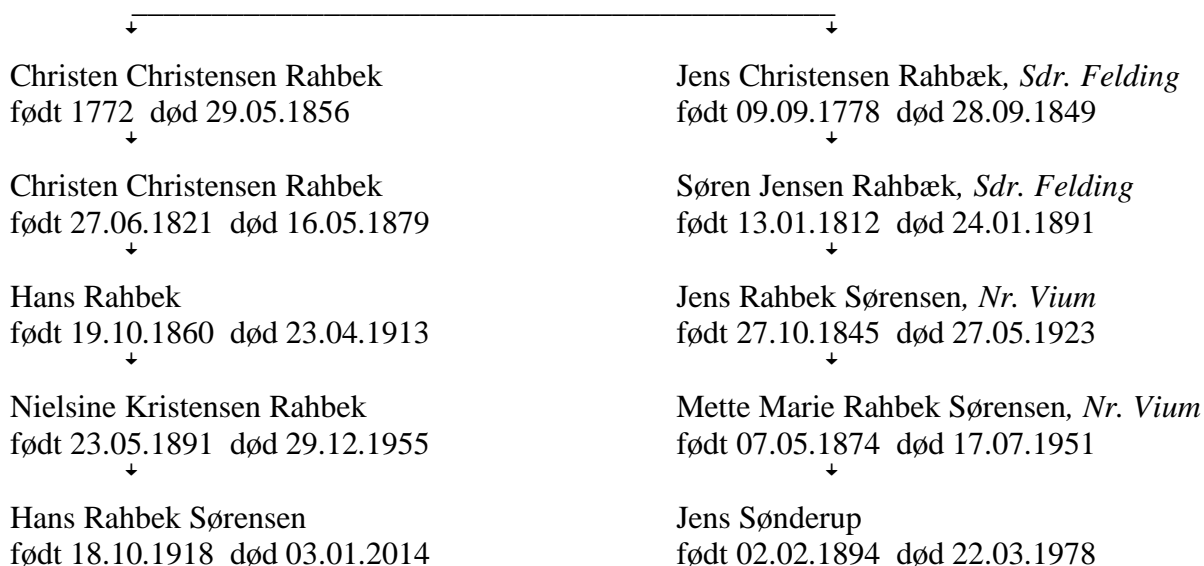 Christen Christensen Rahbek
født 1772 død 29.05.1856
Christen Christensen Rahbek
født 27.06.1821 død 16.05.1879
Hans Rahbek
født 19.10.1860 død 23.04.1913
Nielsine Kristensen Rahbek
født 23.05.1891 død 29.12.1955
Hans Rahbek Sørensen
født 18.10.1918 død 03.01.2014
Jens Christensen Rahbæk, Sdr. Felding
født 09.09.1778 død 28.09.1849
Søren Jensen Rahbæk, Sdr. Felding
født 13.01.1812 død 24.01.1891
Jens Rahbek Sørensen, Nr. Vium
født 27.10.1845 død 27.05.1923
Mette Marie Rahbek Sørensen, Nr. Vium
født 07.05.1874 død 17.07.1951
Jens Sønderup
født 02.02.1894 død 22.03.1978